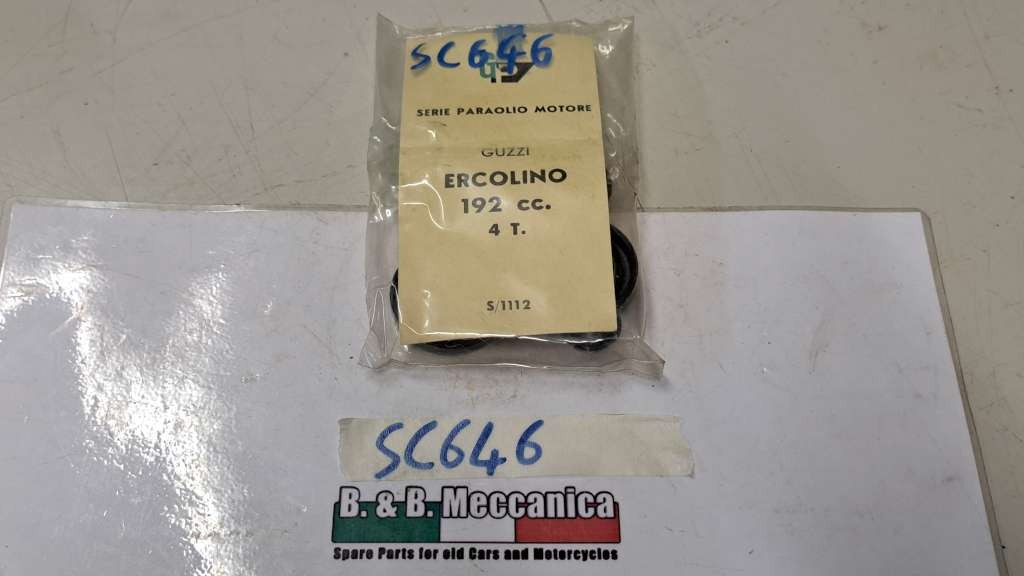 SC646
SERIE PARAOLIO MOTORE
GUZZI
ERCOLINO
192 cc.
4 T.
S/1112
SC646
B. & B. Meccanica
Spare Parts for old Cars and Motorcycles